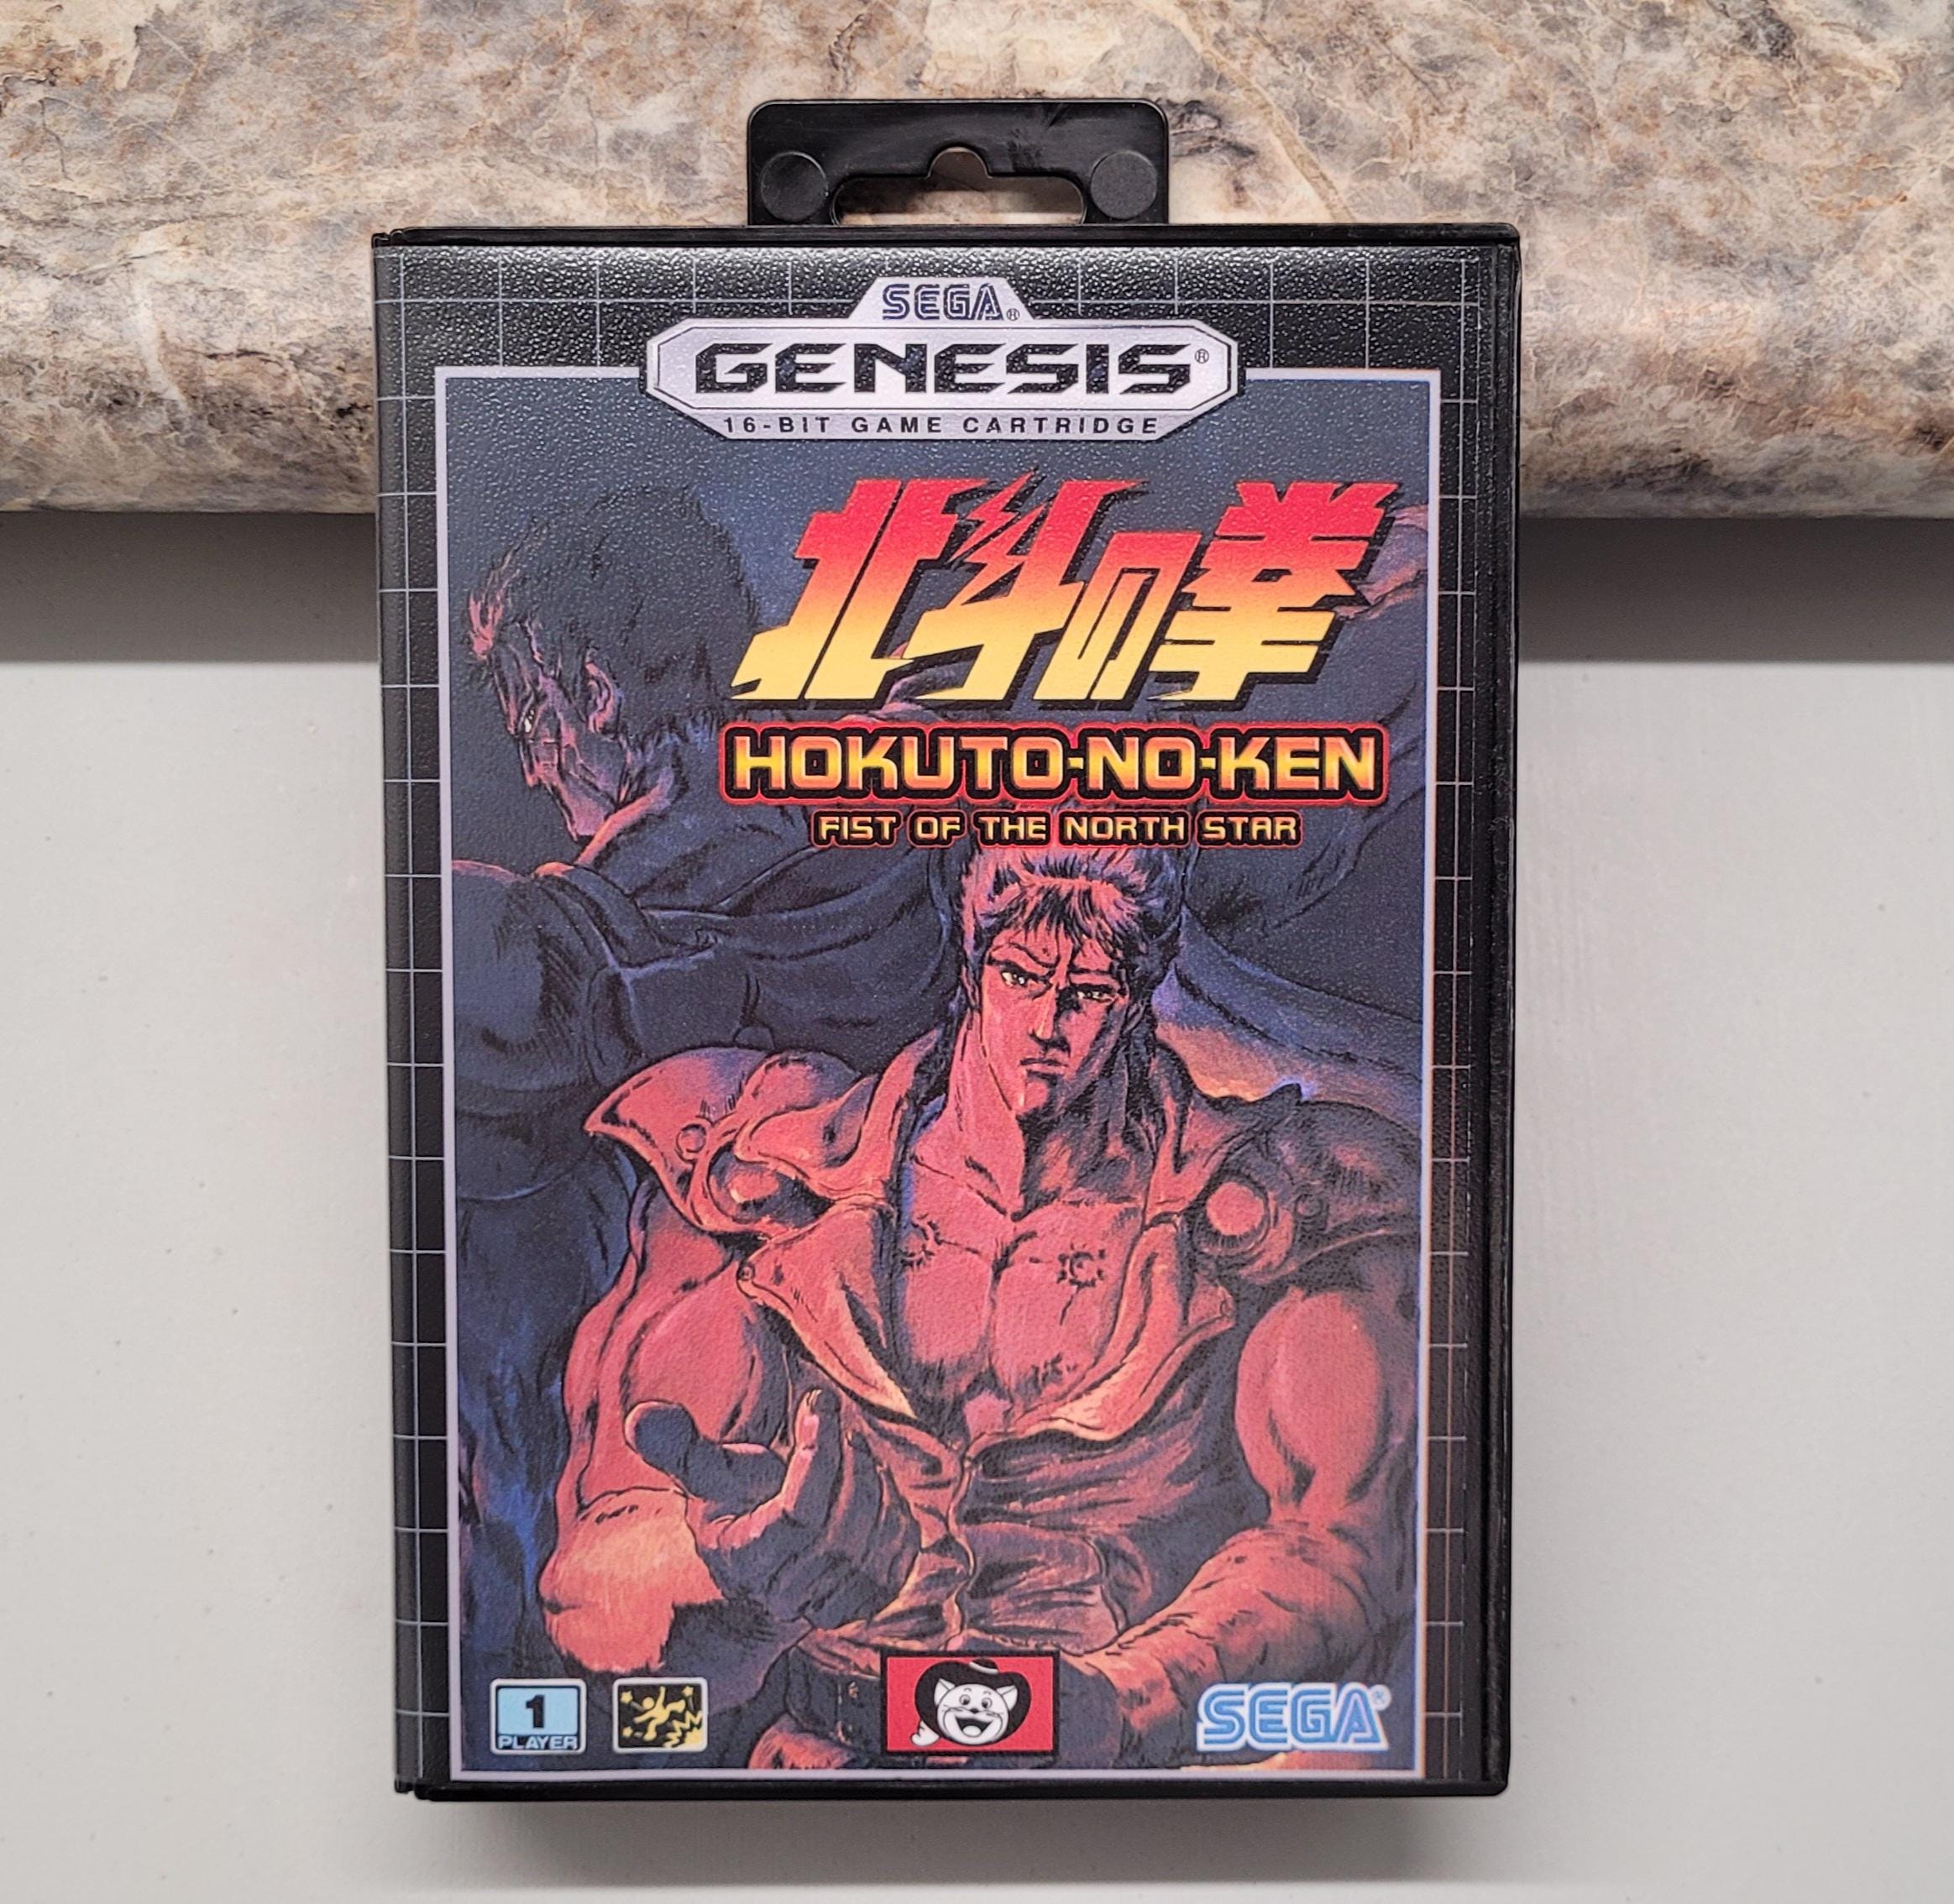 SEGA®
GENESIS®
16-BIT GAME CARTRIDGE
北斗の拳
HOKUTO-NO-KEN
FIST OF THE NORTH STAR
1
PLAYER
SEGA®